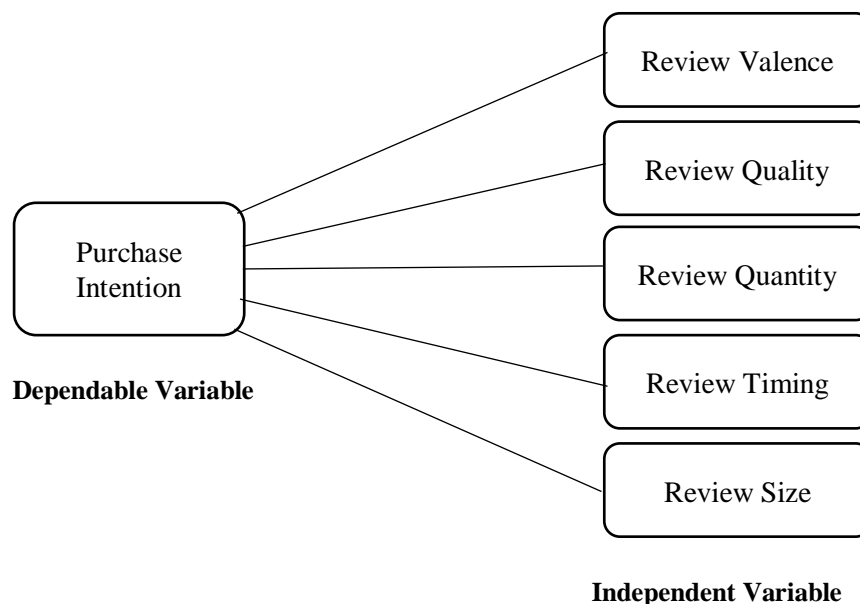 Review Valence
Review Quality
Purchase
Intention
Review Quantity
Review Timing
Dependable Variable
Review Size
Independent Variable